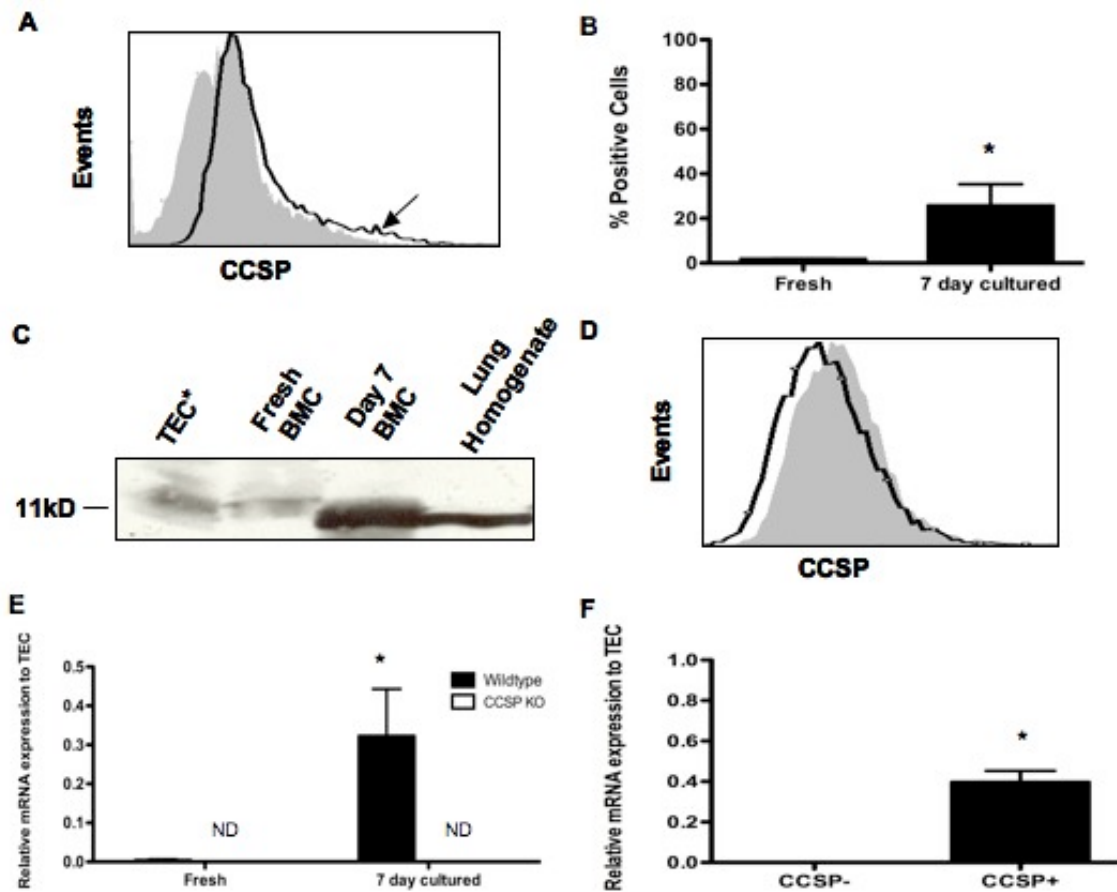 A
Events
CCSP
B
% Positive Cells
100
80
60
40
20
0
*
Fresh
7 day cultured
C
TEC*
Fresh
BMC
Day 7
BMC
Lung
Homogenate
11kD
D
Events
CCSP
E
Relative mRNA expression to TEC
0.5
0.4
0.3
0.2
0.1
0.0
*
Wildtype
CCSP KO
ND
ND
Fresh
7 day cultured
F
Relative mRNA expression to TEC
1.0
0.8
0.6
0.4
0.2
0.0
*
CCSP-
CCSP+